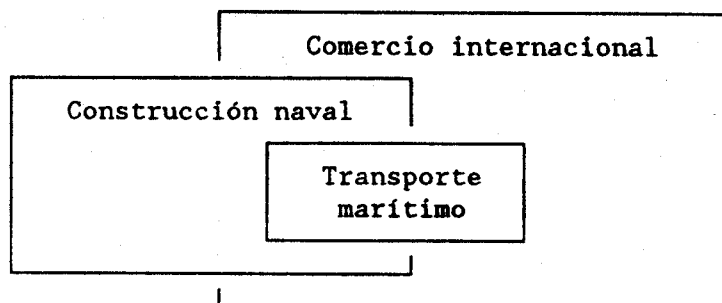 Comercio internacional
Construcción naval
Transporte
marítimo